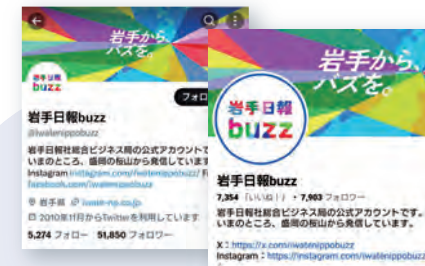 岩手から、
バズを。
岩手日報
buzz
フォロ
岩手日報buzz
@iwatenippobuzz
岩手日報社総合ビジネス局の公式アカウントで
いまのところ、盛岡の桜山から発信しています
Instagram instagram.com/iwatenippobuzz/ F
facebook.com/iwatenippobuzz
岩手県 iwate-np.co.jp
2010年11月からTwitterを利用しています
5,274 フォロー 51,850 フォロワー
岩手から、
バズを。
岩手日報
buzz
岩手日報buzz
7,354「いいね！」・7,903 フォロワー
岩手日報社総合ビジネス局の公式アカウントです。
いまのところ、盛岡の桜山から発信しています。
X：https://x.com/iwatenippobuzz
Instagram：https://instagram.com/iwatenippobuzz